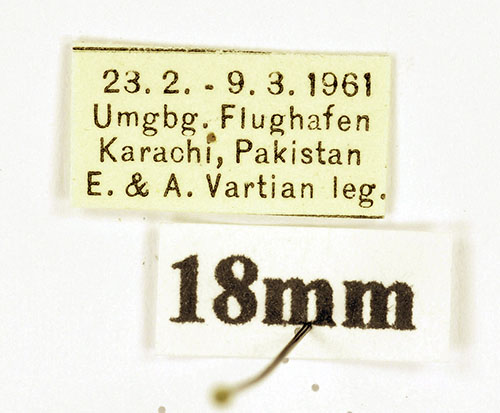 23. 2. - 9. 3. 1961
Umgbg. Flughafen
Karachi, Pakistan
E. & A. Vartian leg.
18mm